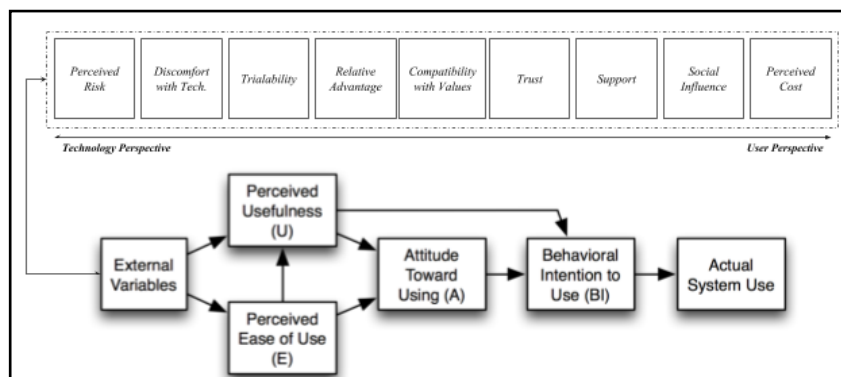 Perceived
Risk
Discomfort
with Tech.
Trialability
Relative
Advantage
Compatibility
with Values
Trust
Support
Social
Influence
Perceived
Cost
Technology Perspective
User Perspective
Perceived
Usefulness
(U)
External
Variables
Attitude
Toward
Using (A)
Behavioral
Intention to
Use (BI)
Actual
System Use
Perceived
Ease of Use
(E)